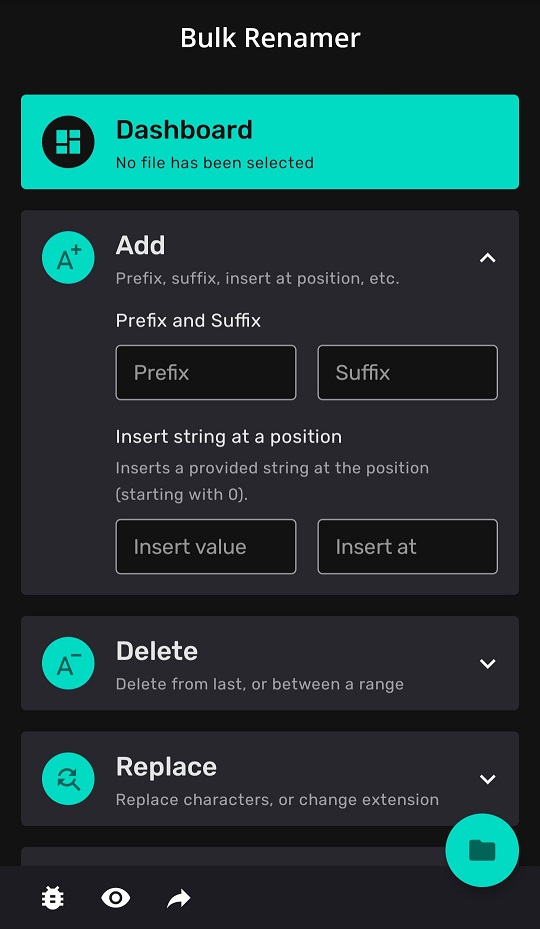 Bulk Renamer
Dashboard
No file has been selected
A+
Add
Prefix, suffix, insert at position, etc.
Prefix and Suffix
Prefix
Suffix
Insert string at a position
Inserts a provided string at the position
(starting with 0).
Insert value
Insert at
A-
Delete
Delete from last, or between a range
Replace
Replace characters, or change extension